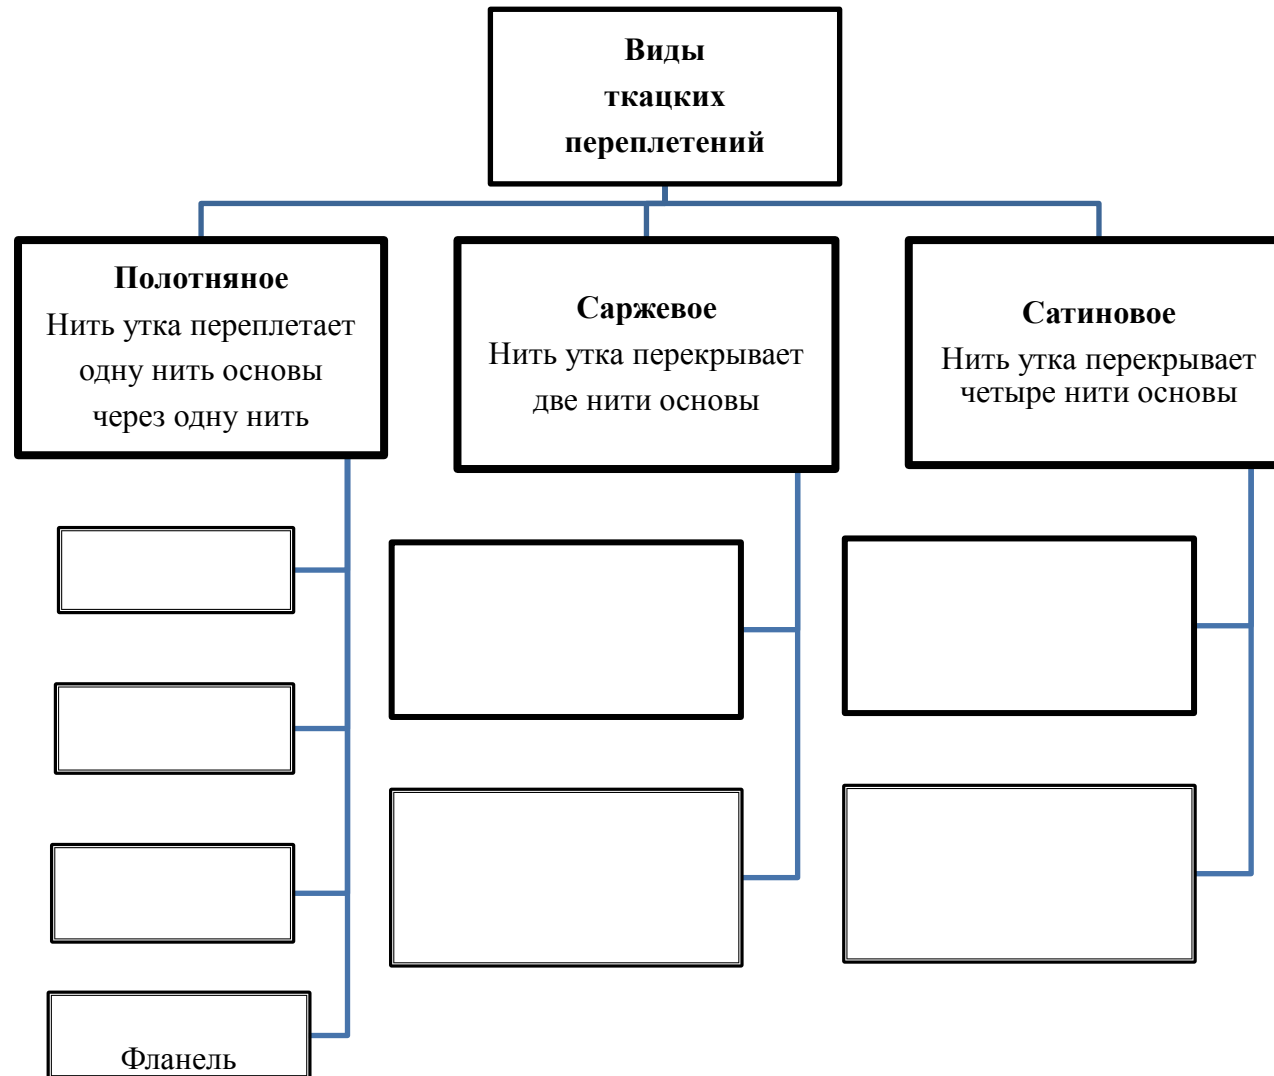 Виды
ткацких
переплетений
Полотняное
Нить утка переплетает
одну нить основы
через одну нить
Саржевое
Нить утка перекрывает
две нити основы
Сатиновое
Нить утка перекрывает
четыре нити основы
Фланель